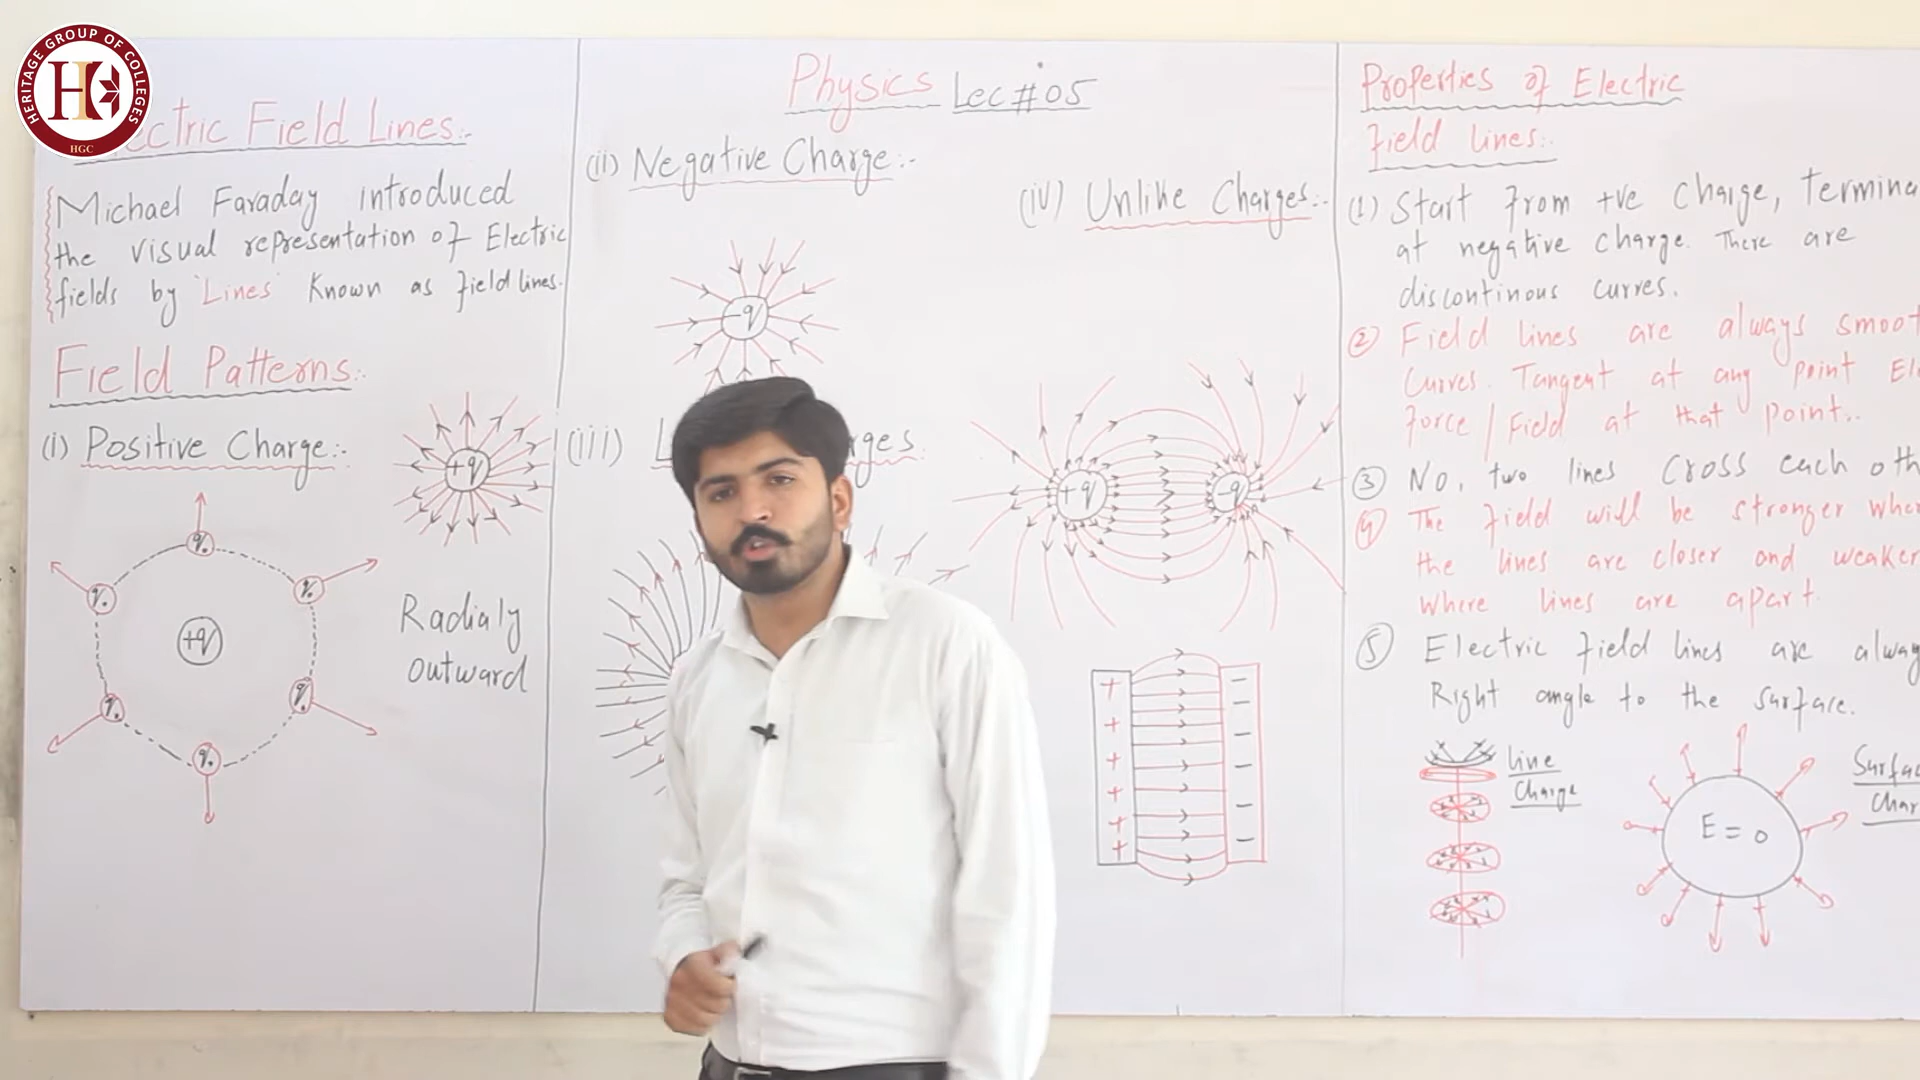 HERITAGE GROUP OF COLLEGES
HGC
ectric Field Lines:-
Michael Faraday introduced
the visual representation of Electric
fields by 'Lines' Known as field lines.
Field Patterns:-
(i) Positive Charge:-
+q
q.
q.
q.
+q
q.
q.
q.
Radialy
outward
Physics Lec#05
(ii) Negative Charge:-
-q
(iii)
(iv) Unlike Charges:-
+q
-q
+
+
+
+
+
+
-
-
-
-
-
-
Properties of Electric
field lines:-
(1) Start from +ve Charge, Termina
at negative charge. There are
discontinous curves.
② Field lines are always smoot
Curves. Tangent at any point El
force / Field at that point..
③ No, two lines Cross each oth
④ The field will be stronger wher
the lines are closer and weaker
where lines are apart.
⑤ Electric field lines are alway
Right angle to the surface.
Line
Charge
E = 0
Surfac
Char